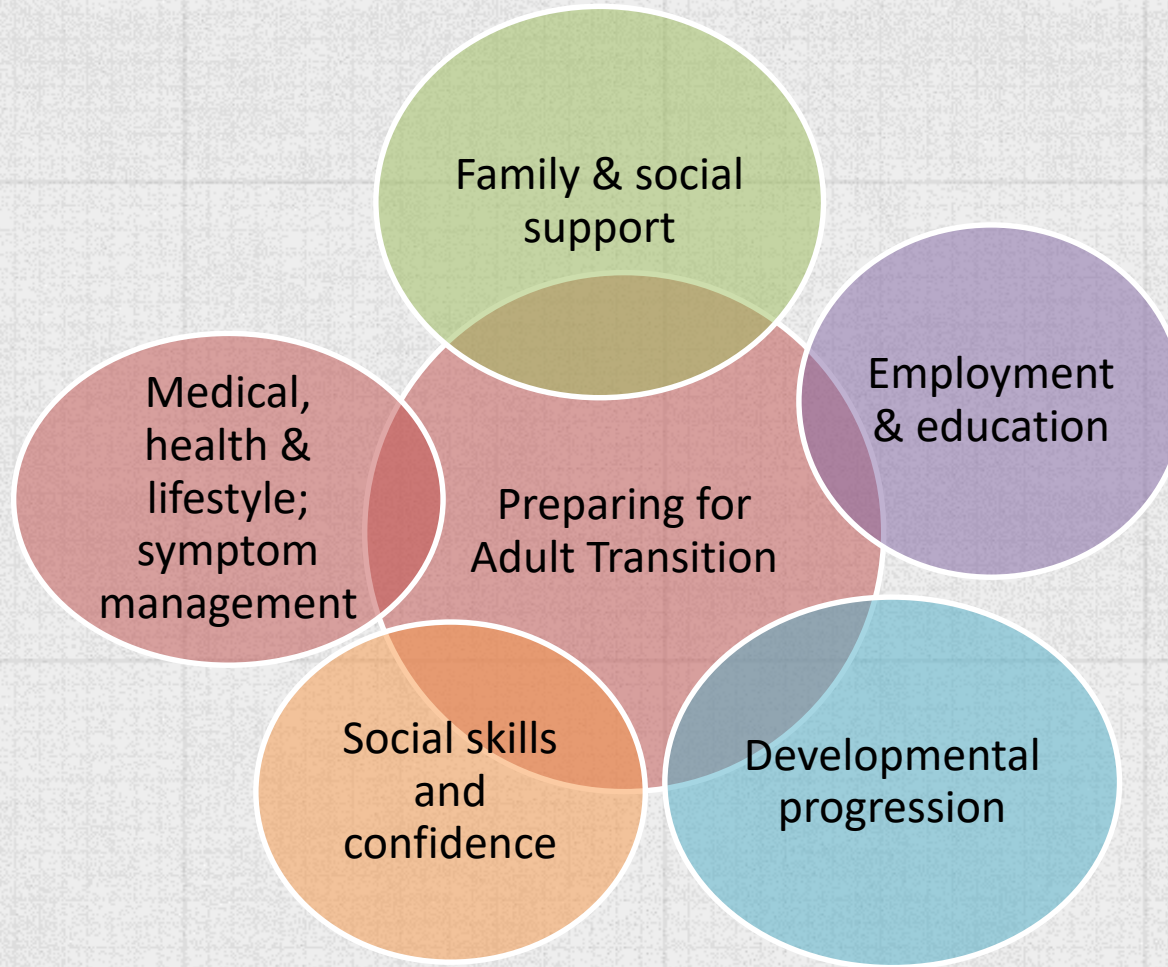 Family & social
support
Employment
& education
Medical,
health &
lifestyle;
symptom
management
Preparing for
Adult Transition
Social skills
and
confidence
Developmental
progression